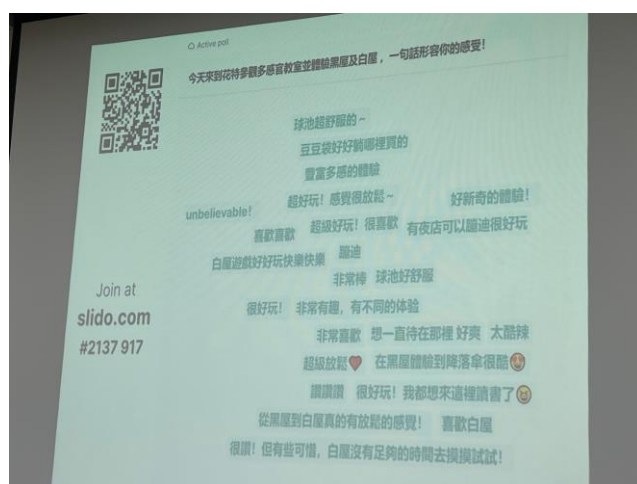 Active poll
今天來到花特參觀多感官教室並體驗黑屋及白屋，一句話形容你的感受！
球池超舒服的～
豆豆袋好好躺哪裡買的
豐富多感的體驗
超好玩！感覺很放鬆～ 好新奇的體驗！
unbelievable!
喜歡喜歡 超級好玩！很喜歡 有夜店可以蹦迪很好玩
白屋遊戲好好玩快樂快樂 蹦迪
非常棒 球池好舒服
很好玩！ 非常有趣，有不同的体验
非常喜歡 想一直待在那裡 好爽 太酷辣
超級放鬆❤️ 在黑屋體驗到降落傘很酷🤩
讚讚讚 很好玩！我都想來這裡讀書了😆
從黑屋到白屋真的有放鬆的感覺！ 喜歡白屋
很讚！但有些可惜，白屋沒有足夠的時間去摸摸試試！
Join at
slido.com
#2137 917